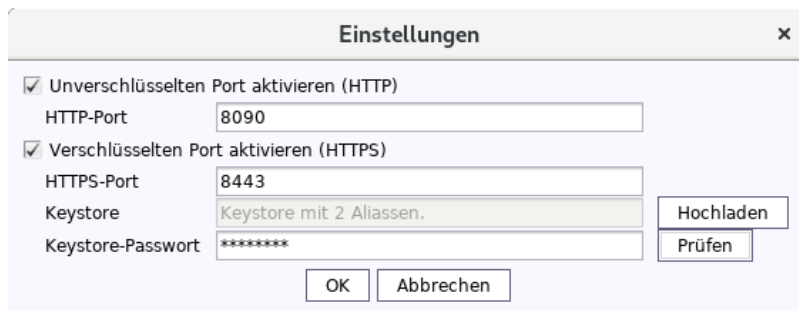 Einstellungen ×
Unverschlüsselten Port aktivieren (HTTP)
HTTP-Port 8090
Verschlüsselten Port aktivieren (HTTPS)
HTTPS-Port 8443
Keystore Keystore mit 2 Aliassen. Hochladen
Keystore-Passwort ******** Prüfen
OK Abbrechen